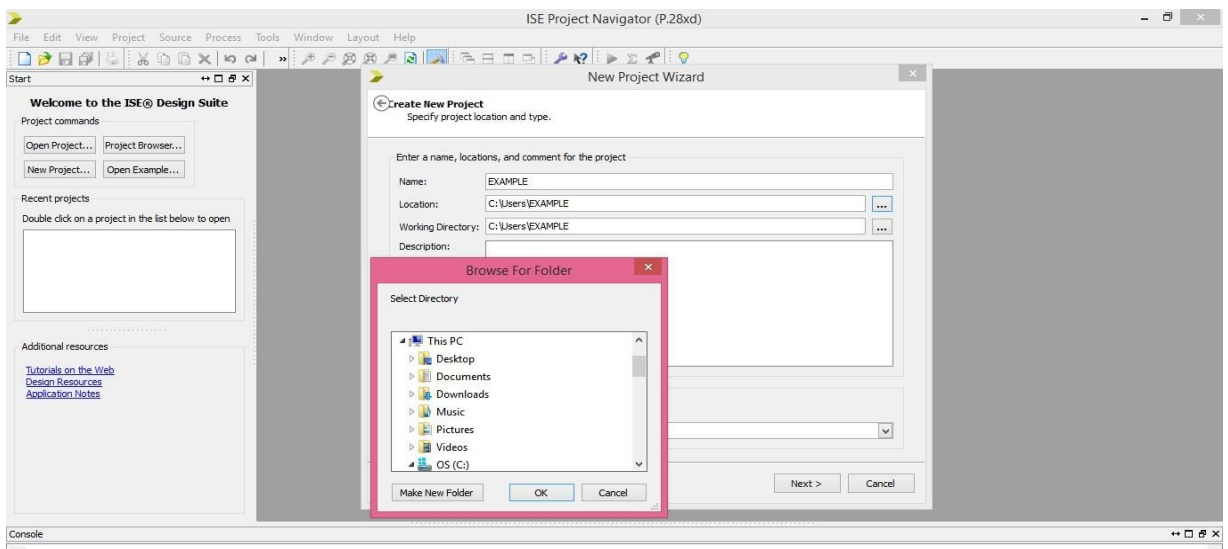 ISE Project Navigator (P.28xd)
File Edit View Project Source Process Tools Window Layout Help
Start
Welcome to the ISE® Design Suite
Project commands
Open Project... Project Browser...
New Project... Open Example...
Recent projects
Double click on a project in the list below to open
Additional resources
Tutorials on the Web
Design Resources
Application Notes
New Project Wizard
Create New Project
Specify project location and type.
Enter a name, locations, and comment for the project
Name: EXAMPLE
Location: C:\Users\EXAMPLE ...
Working Directory: C:\Users\EXAMPLE ...
Description:
Browse For Folder
Select Directory
This PC
Desktop
Documents
Downloads
Music
Pictures
Videos
OS (C:)
Make New Folder OK Cancel
Next > Cancel
Console